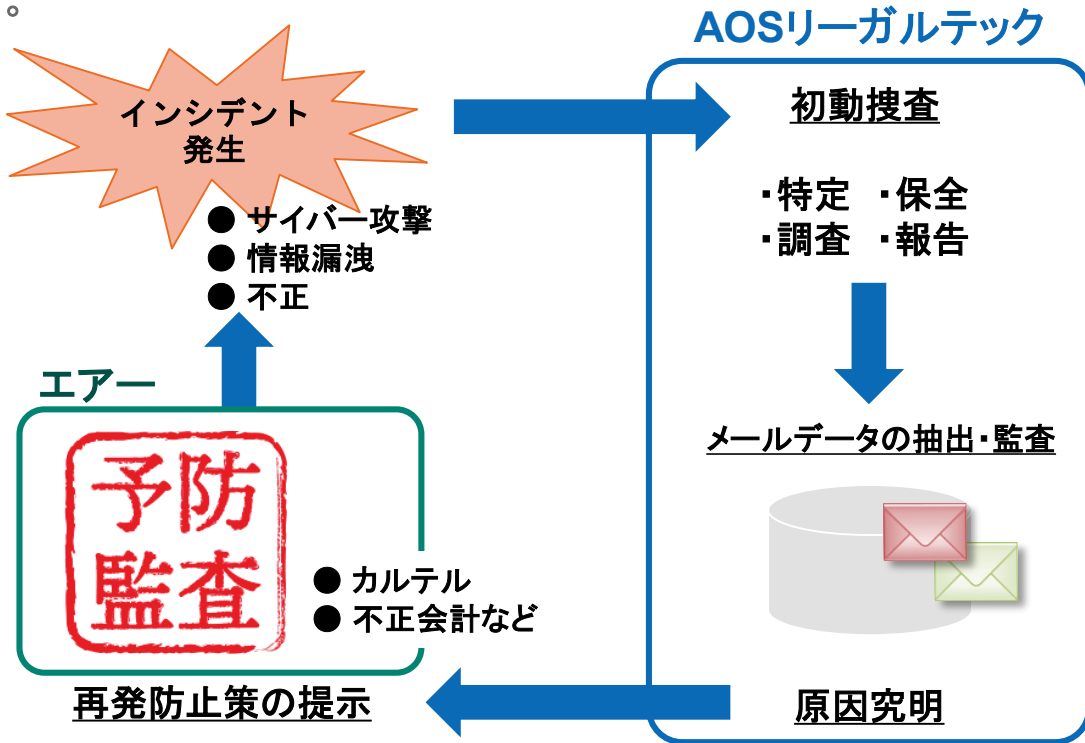 。
AOSリーガルテック
インシデント
発生
● サイバー攻撃
● 情報漏洩
● 不正
初動捜査
・特定 ・保全
・調査 ・報告
メールデータの抽出・監査
原因究明
エアー
予防
監査
● カルテル
● 不正会計など
再発防止策の提示